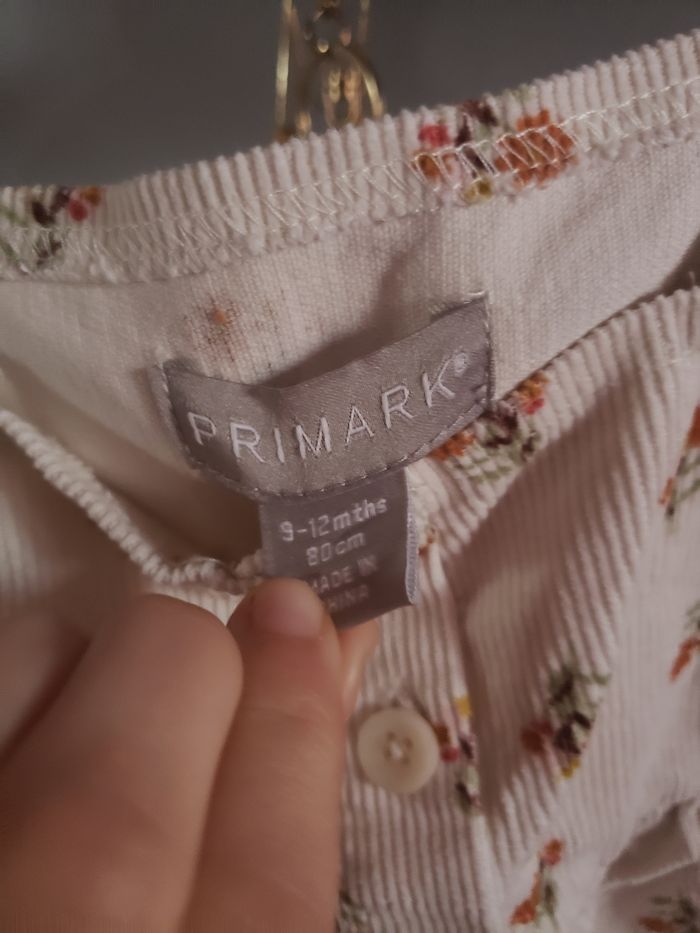 PRIMARK®
9-12mths
80cm
MADE IN
CHINA